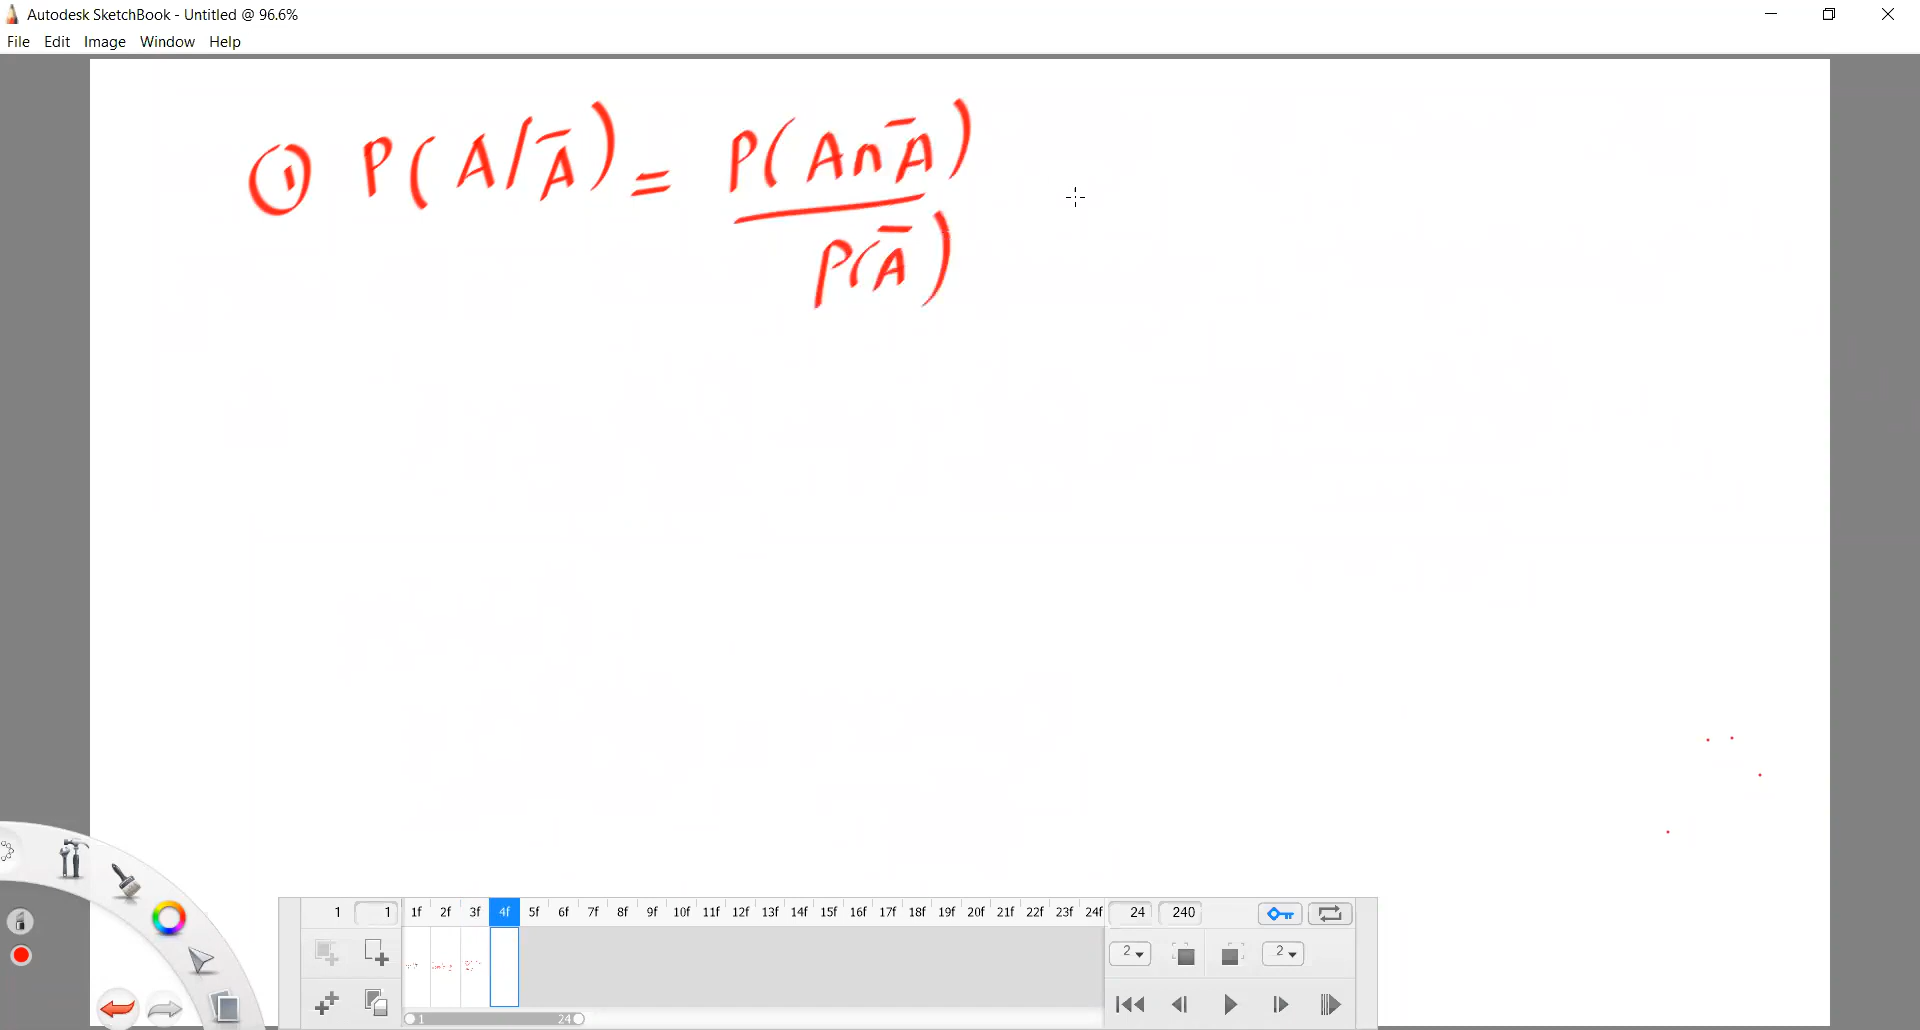 Autodesk SketchBook - Untitled @ 96.6%
File Edit Image Window Help
① P(A/Ā) = P(A∩Ā)
P(Ā)
1 1 1f 2f 3f 4f 5f 6f 7f 8f 9f 10f 11f 12f 13f 14f 15f 16f 17f 18f 19f 20f 21f 22f 23f 24f 24 240
2 2
1 24